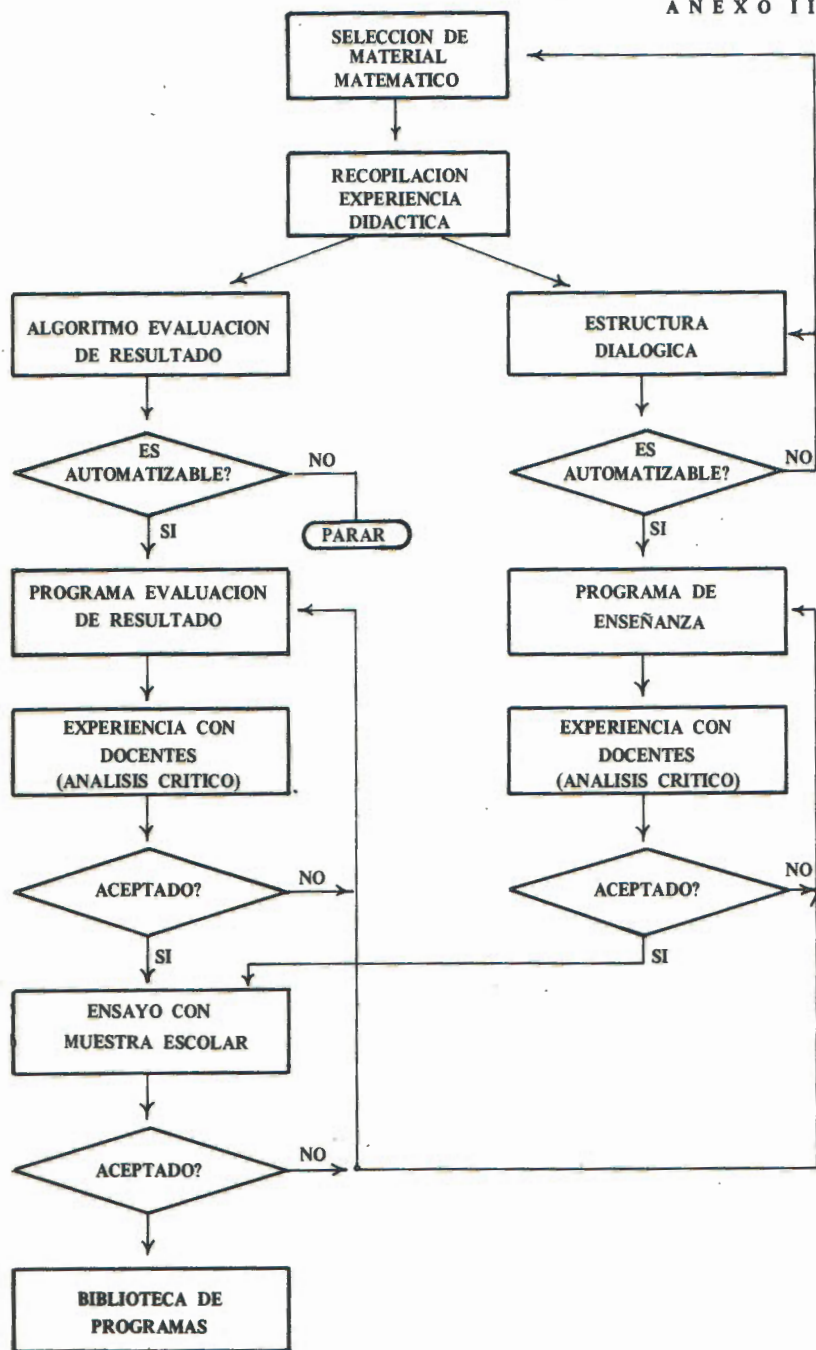 ANEXO II
SELECCION DE
MATERIAL
MATEMATICO
RECOPILACION
EXPERIENCIA
DIDACTICA
ALGORITMO EVALUACION
DE RESULTADO
ESTRUCTURA
DIALOGICA
ES
AUTOMATIZABLE?
NO
SI
PARAR
ES
AUTOMATIZABLE?
NO
SI
PROGRAMA EVALUACION
DE RESULTADO
PROGRAMA DE
ENSEÑANZA
EXPERIENCIA CON
DOCENTES
(ANALISIS CRITICO)
EXPERIENCIA CON
DOCENTES
(ANALISIS CRITICO)
ACEPTADO?
NO
SI
ACEPTADO?
NO
SI
ENSAYO CON
MUESTRA ESCOLAR
ACEPTADO?
NO
BIBLIOTECA DE
PROGRAMAS